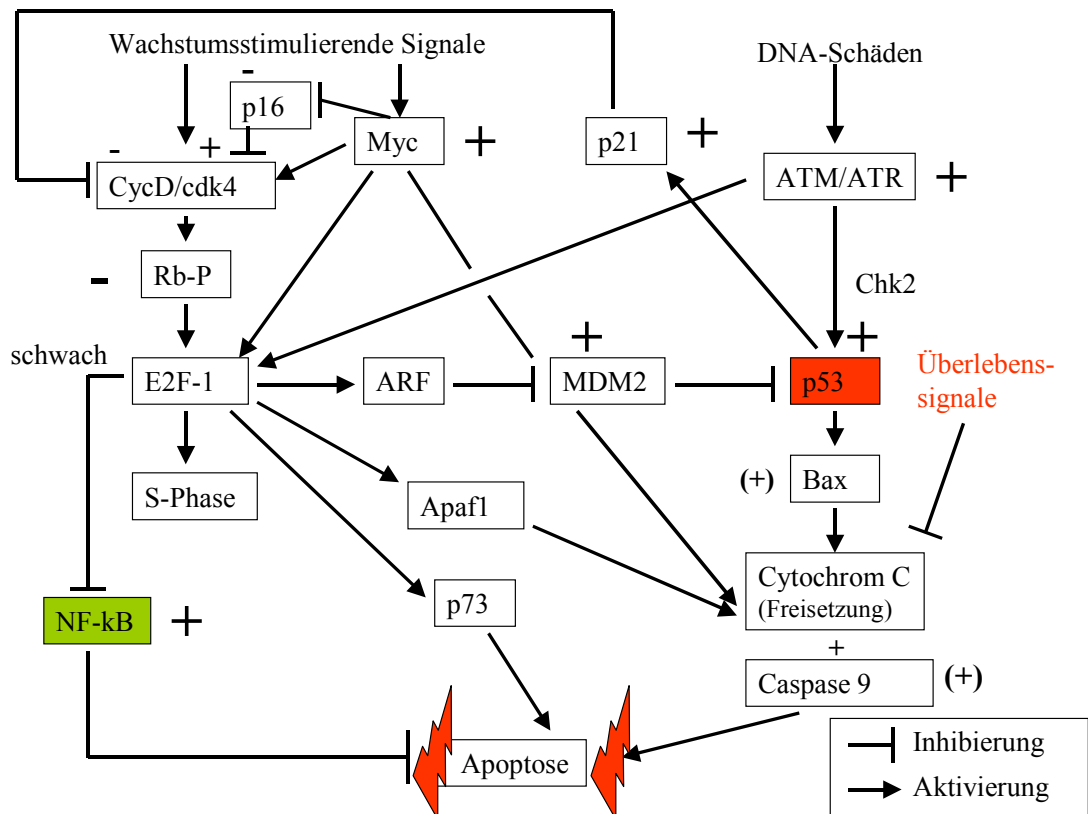 Wachstumsstimulierende Signale
DNA-Schäden
-
p16
Myc
+
p21
+
ATM/ATR
+
-
+
CycD/cdk4
-
Rb-P
Chk2
schwach
E2F-1
ARF
+
MDM2
+
p53
Überlebens-
signale
S-Phase
Apaf1
(+)
Bax
Cytochrom C
(Freisetzung)
+
Caspase 9
(+)
p73
NF-kB
+
Apoptose
Inhibierung
Aktivierung